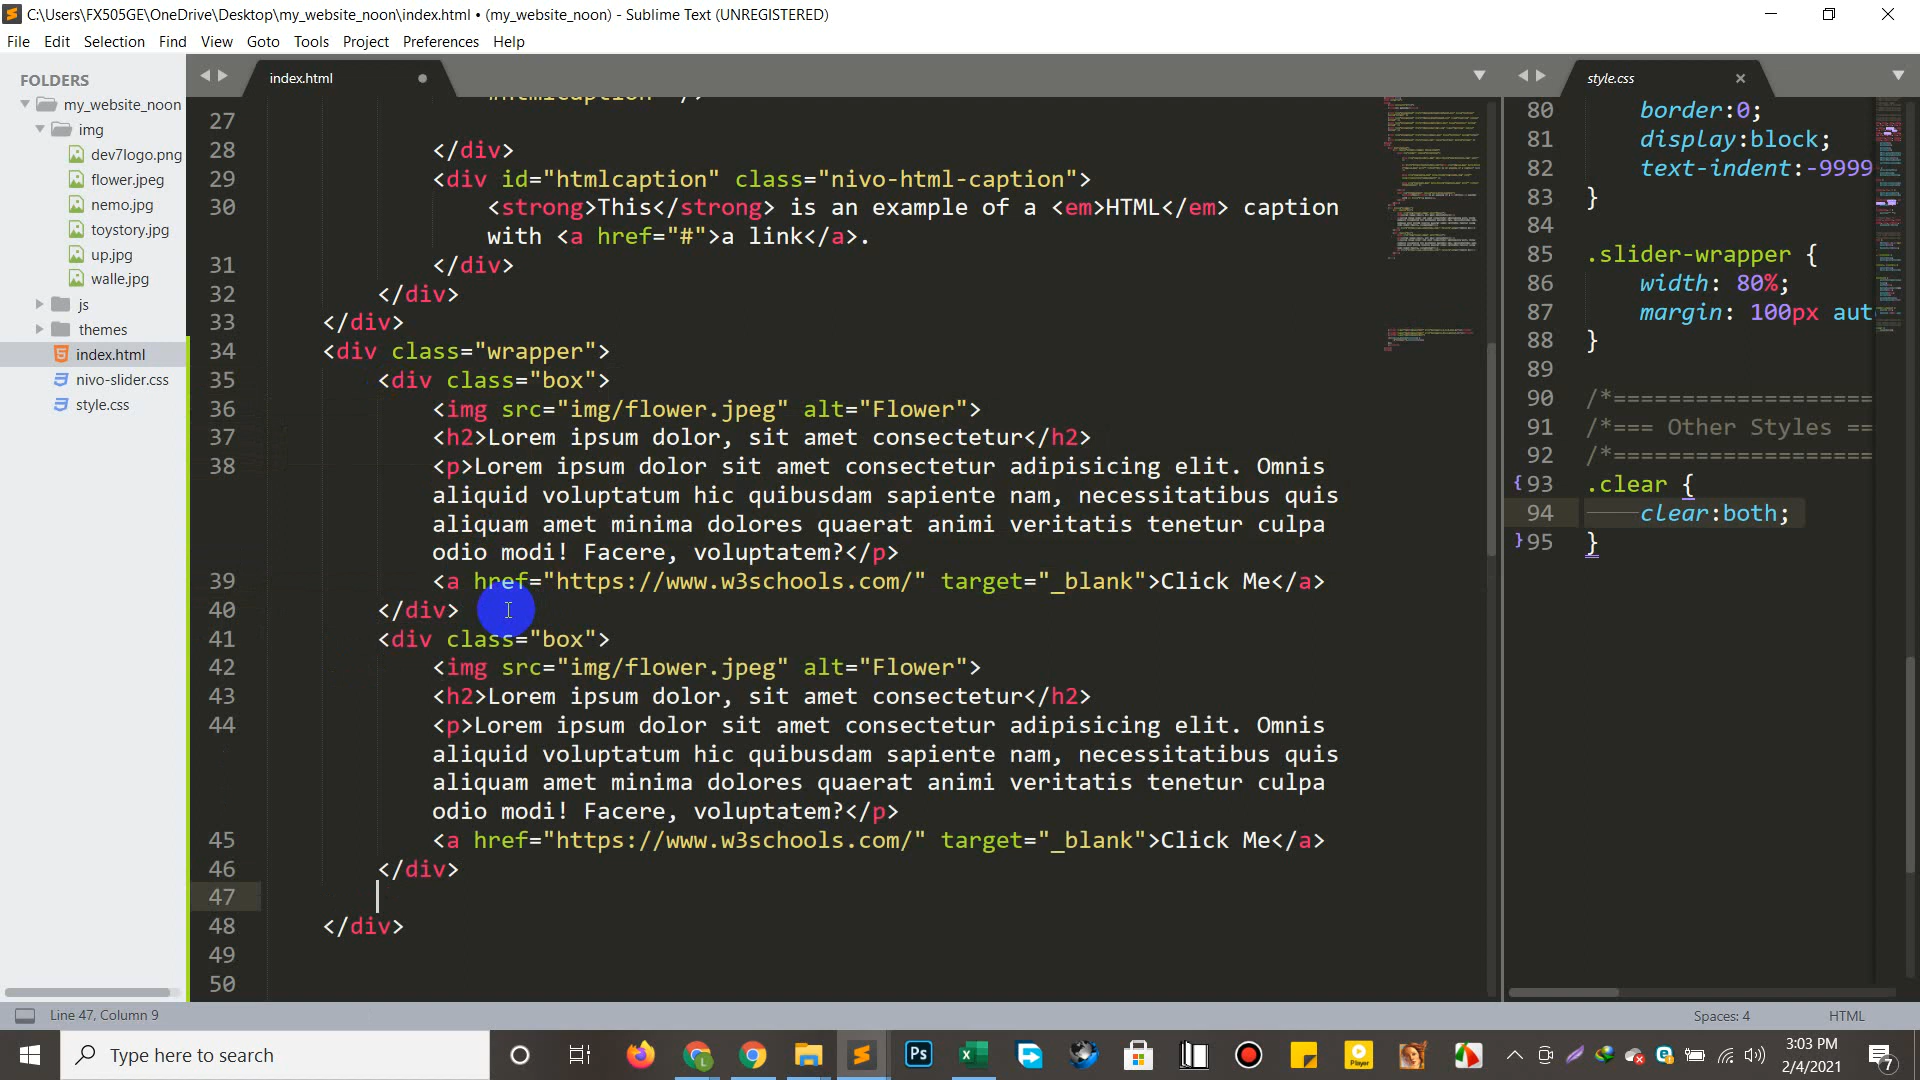 C:\Users\FX505GE\OneDrive\Desktop\my_website_noon\index.html • (my_website_noon) - Sublime Text (UNREGISTERED)
File Edit Selection Find View Goto Tools Project Preferences Help
FOLDERS
my_website_noon
img
dev7logo.png
flower.jpeg
nemo.jpg
toystory.jpg
up.jpg
walle.jpg
js
themes
index.html
nivo-slider.css
style.css
index.html
27
28 </div>
29 <div id="htmlcaption" class="nivo-html-caption">
30 <strong>This</strong> is an example of a <em>HTML</em> caption
with <a href="#">a link</a>.
31 </div>
32 </div>
33 </div>
34 <div class="wrapper">
35 <div class="box">
36 <img src="img/flower.jpeg" alt="Flower">
37 <h2>Lorem ipsum dolor, sit amet consectetur</h2>
38 <p>Lorem ipsum dolor sit amet consectetur adipisicing elit. Omnis
aliquid voluptatum hic quibusdam sapiente nam, necessitatibus quis
aliquam amet minima dolores quaerat animi veritatis tenetur culpa
odio modi! Facere, voluptatem?</p>
39 <a href="https://www.w3schools.com/" target="_blank">Click Me</a>
40 </div>
41 <div class="box">
42 <img src="img/flower.jpeg" alt="Flower">
43 <h2>Lorem ipsum dolor, sit amet consectetur</h2>
44 <p>Lorem ipsum dolor sit amet consectetur adipisicing elit. Omnis
aliquid voluptatum hic quibusdam sapiente nam, necessitatibus quis
aliquam amet minima dolores quaerat animi veritatis tenetur culpa
odio modi! Facere, voluptatem?</p>
45 <a href="https://www.w3schools.com/" target="_blank">Click Me</a>
46 </div>
47
48 </div>
49
50
style.css
80 border:0;
81 display:block;
82 text-indent:-9999
83 }
84
85 .slider-wrapper {
86 width: 80%;
87 margin: 100px aut
88 }
89
90 /*===================
91 /*=== Other Styles ==
92 /*===================
93 .clear {
94 clear:both;
95 }
Line 47, Column 9
Spaces: 4
HTML
Type here to search
Ps
Player
3:03 PM
2/4/2021
7